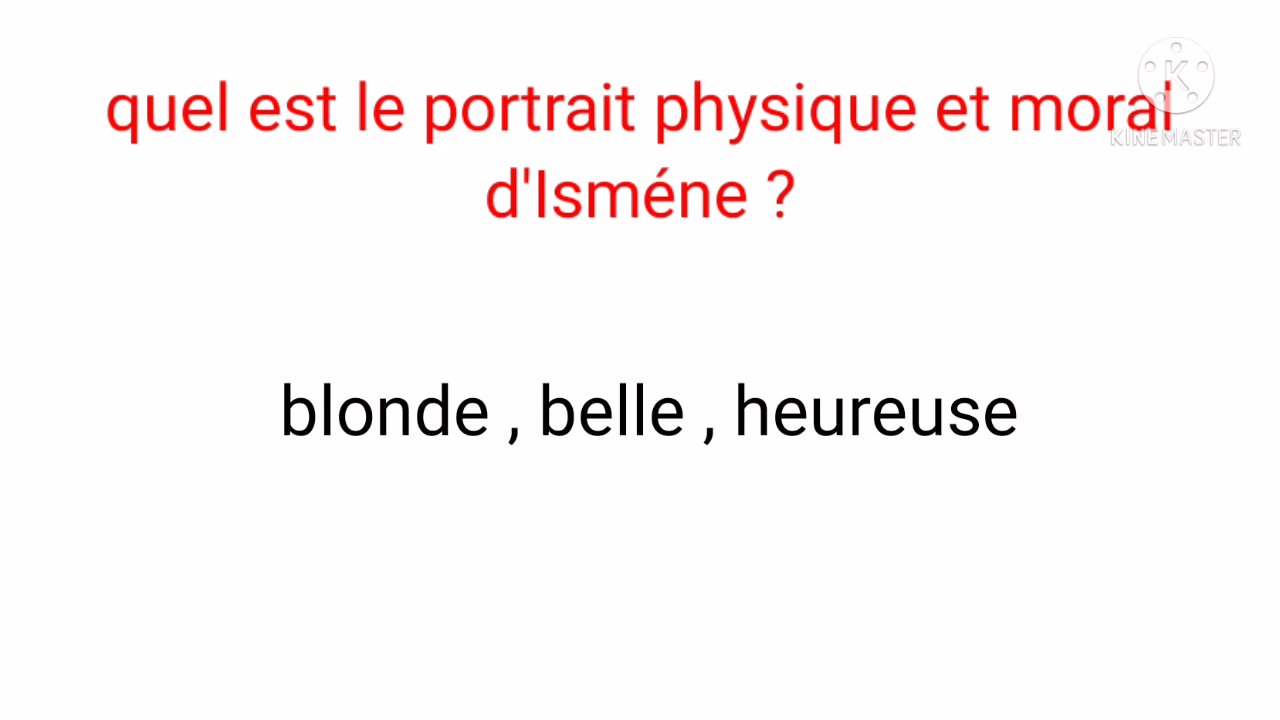 quel est le portrait physique et moral
KINEMASTER
d'Isméne ?
blonde , belle , heureuse